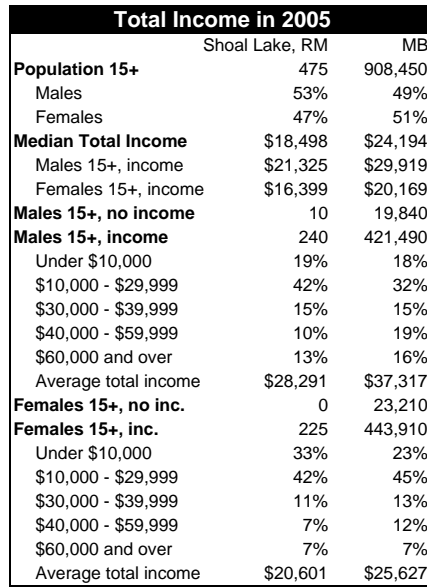 Total Income in 2005
Shoal Lake, RM MB
Population 15+ 475 908,450
Males 53% 49%
Females 47% 51%
Median Total Income $18,498 $24,194
Males 15+, income $21,325 $29,919
Females 15+, income $16,399 $20,169
Males 15+, no income 10 19,840
Males 15+, income 240 421,490
Under $10,000 19% 18%
$10,000 - $29,999 42% 32%
$30,000 - $39,999 15% 15%
$40,000 - $59,999 10% 19%
$60,000 and over 13% 16%
Average total income $28,291 $37,317
Females 15+, no inc. 0 23,210
Females 15+, inc. 225 443,910
Under $10,000 33% 23%
$10,000 - $29,999 42% 45%
$30,000 - $39,999 11% 13%
$40,000 - $59,999 7% 12%
$60,000 and over 7% 7%
Average total income $20,601 $25,627